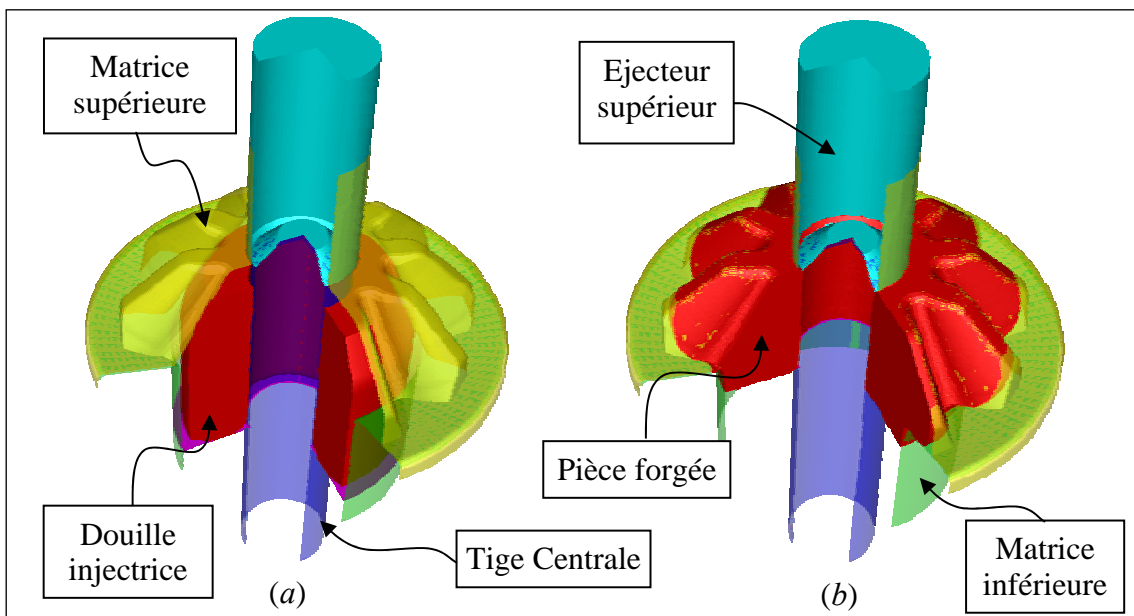 Matrice
supérieure
Ejecteur
supérieur
Pièce forgée
Douille
injectrice
Tige Centrale
Matrice
inférieure
(a)
(b)